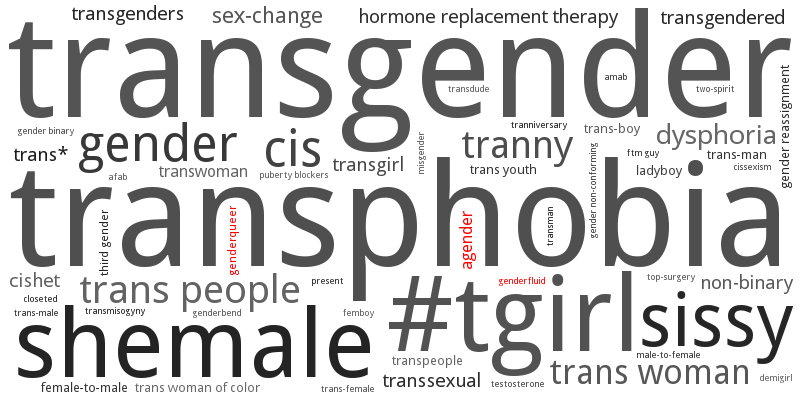 transgenders
sex-change
hormone replacement therapy
transgendered
transgender
amab
transdude
two-spirit
gender reassignment
gender binary
gender
cis
tranny
tranniversary
trans-boy
dysphoria
trans*
transgirl
misgender
ftm guy
trans-man
afab
transwoman
puberty blockers
trans youth
gender non-conforming
ladyboy
cissexism
transphobia
third gender
genderqueer
agender
transman
cishet
trans people
present
#tgirl
genderfluid
top-surgery
non-binary
closeted
trans-male
transmisogyny
genderbend
femboy
sissy
shemale
transpeople
male-to-female
female-to-male
trans woman of color
trans-female
transsexual
testosterone
trans woman
demigirl